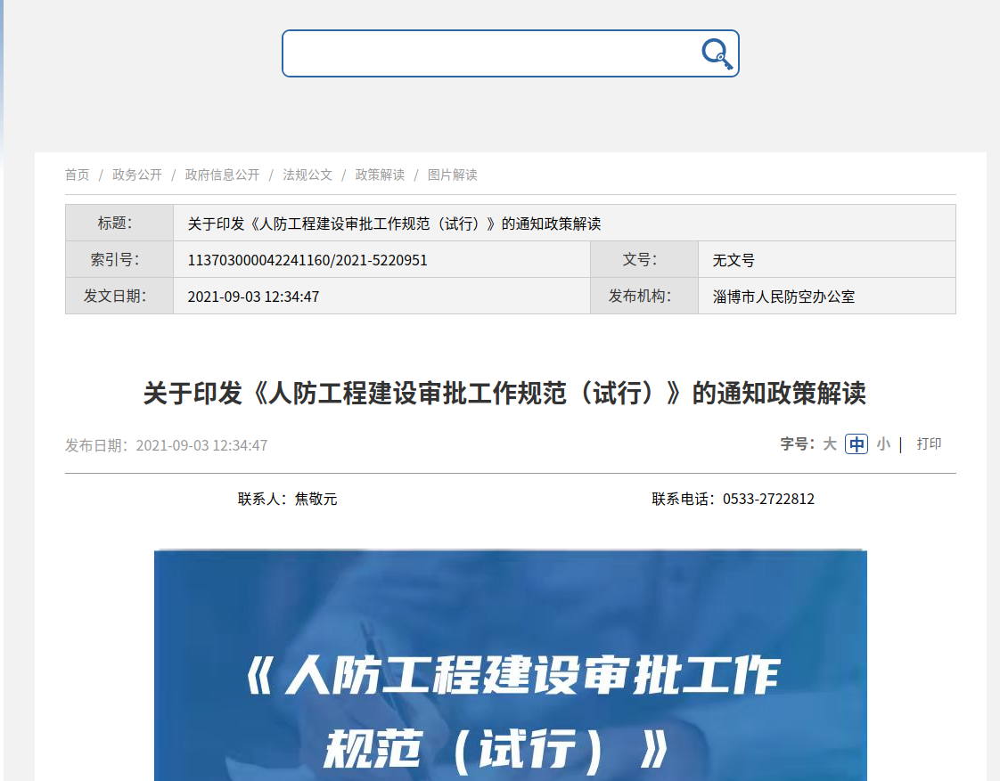 首页 / 政务公开 / 政府信息公开 / 法规公文 / 政策解读 / 图片解读
标题： 关于印发《人防工程建设审批工作规范（试行）》的通知政策解读
索引号： 113703000042241160/2021-5220951 文号： 无文号
发文日期： 2021-09-03 12:34:47 发布机构： 淄博市人民防空办公室
关于印发《人防工程建设审批工作规范（试行）》的通知政策解读
发布日期：2021-09-03 12:34:47 字号：大 中 小 | 打印
联系人：焦敬元 联系电话：0533-2722812
《人防工程建设审批工作
规范（试行）》